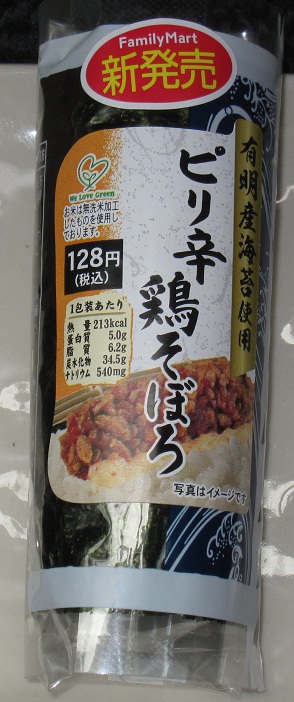 FamilyMart
新発売
有明産海苔使用
ピリ辛
鶏そぼろ
We Love Green
お米は無洗米加工
したものを使用し
ております。
128円
(税込)
1包装あたり
熱量 213kcal
蛋白質 5.0g
脂質 6.2g
炭水化物 34.5g
ナトリウム 540mg
写真はイメージです